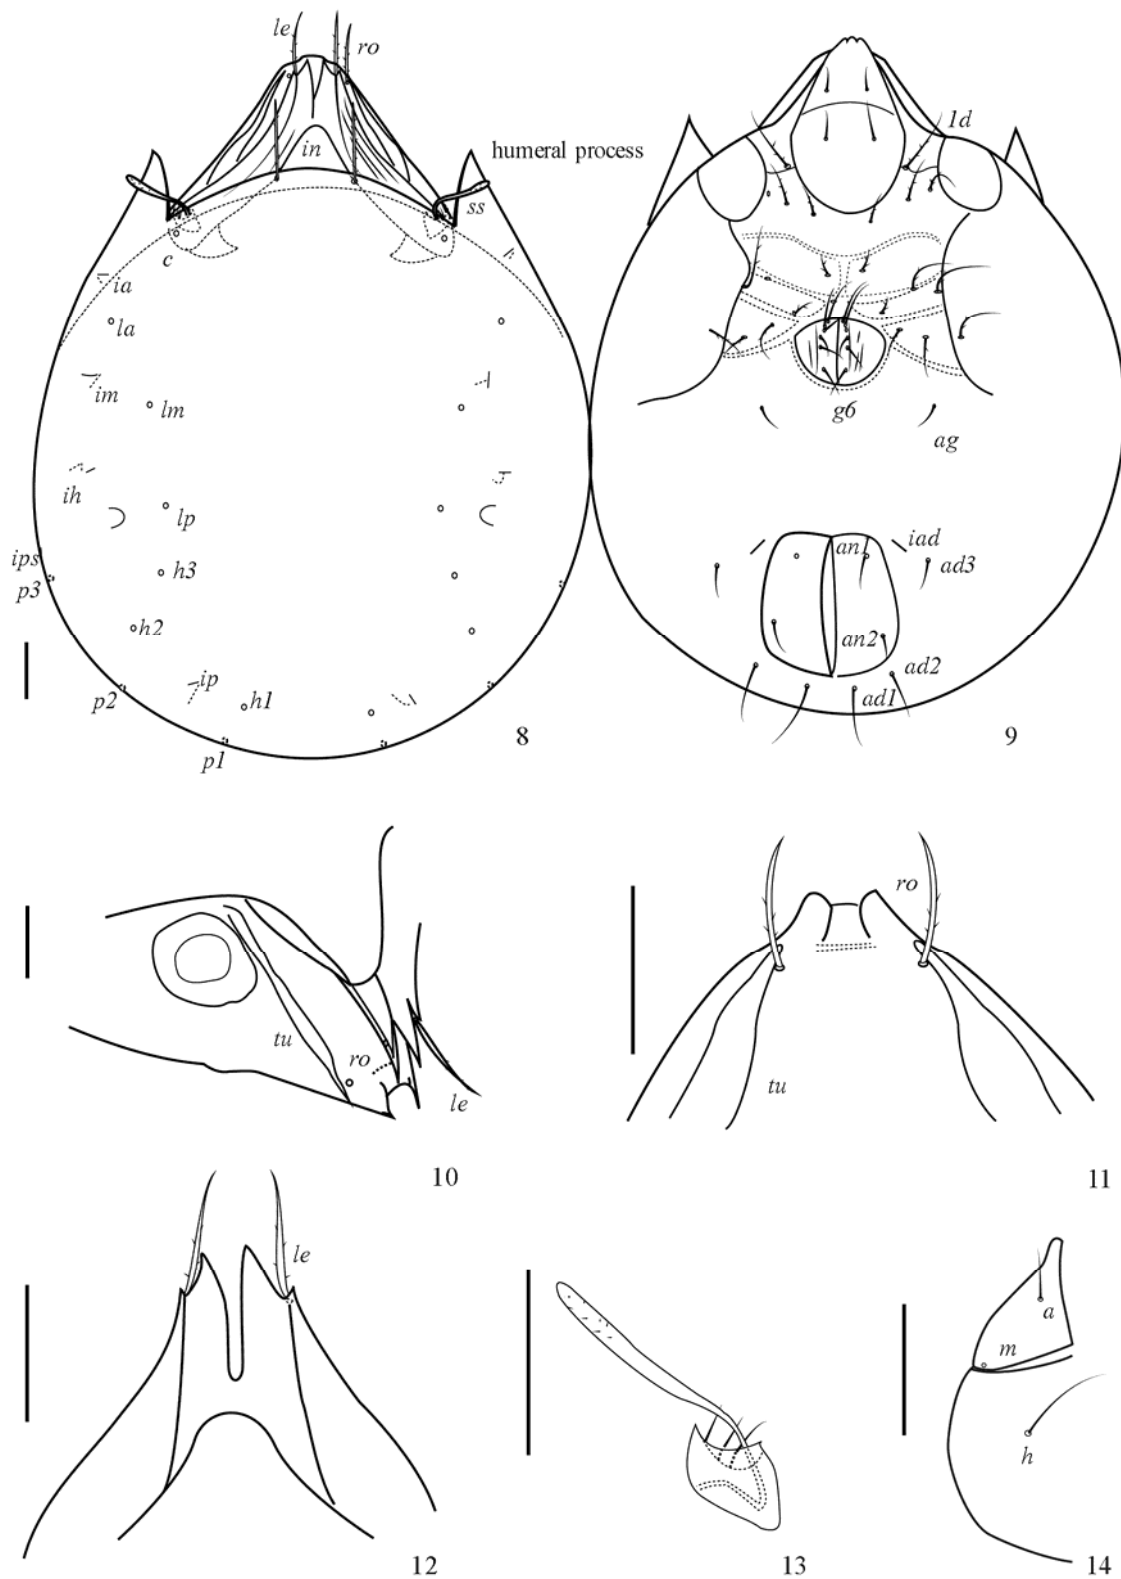 le
ro
in
humeral process
ss
c
ia
la
im
lm
ih
lp
ips
p3
h3
h2
ip
h1
p2
p1
8
1d
g6
ag
an1
iad
ad3
an2
ad2
ad1
9
tu
ro
le
10
ro
tu
11
le
12
13
a
m
h
14